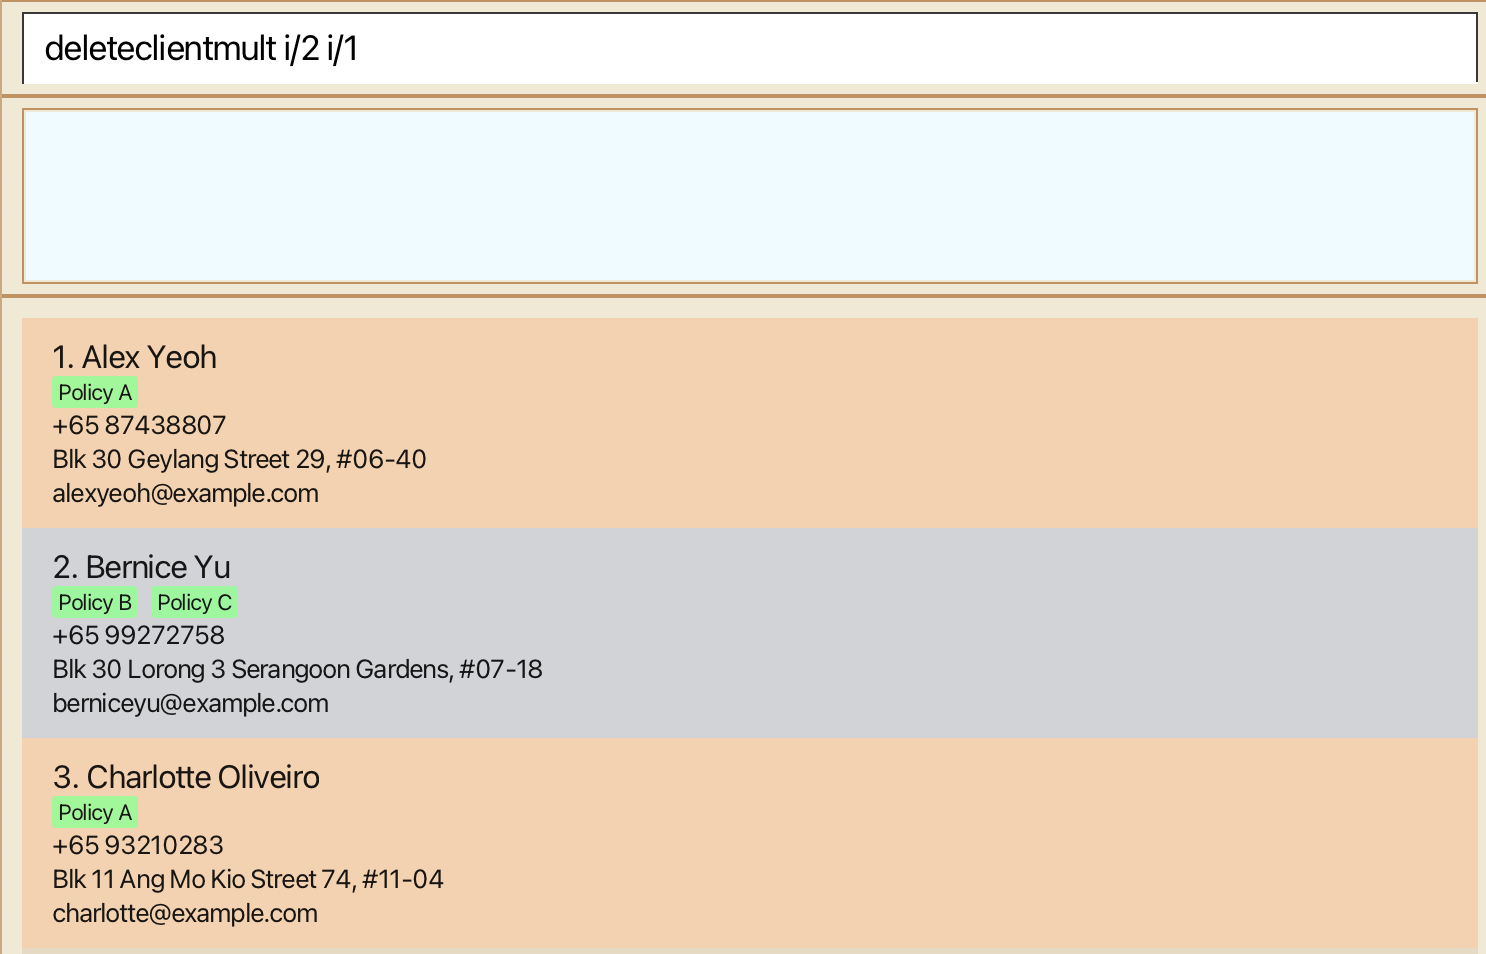 deleteclientmult i/2 i/1
1. Alex Yeoh
Policy A
+65 87438807
Blk 30 Geylang Street 29, #06-40
alexyeoh@example.com
2. Bernice Yu
Policy B Policy C
+65 99272758
Blk 30 Lorong 3 Serangoon Gardens, #07-18
berniceyu@example.com
3. Charlotte Oliveiro
Policy A
+65 93210283
Blk 11 Ang Mo Kio Street 74, #11-04
charlotte@example.com